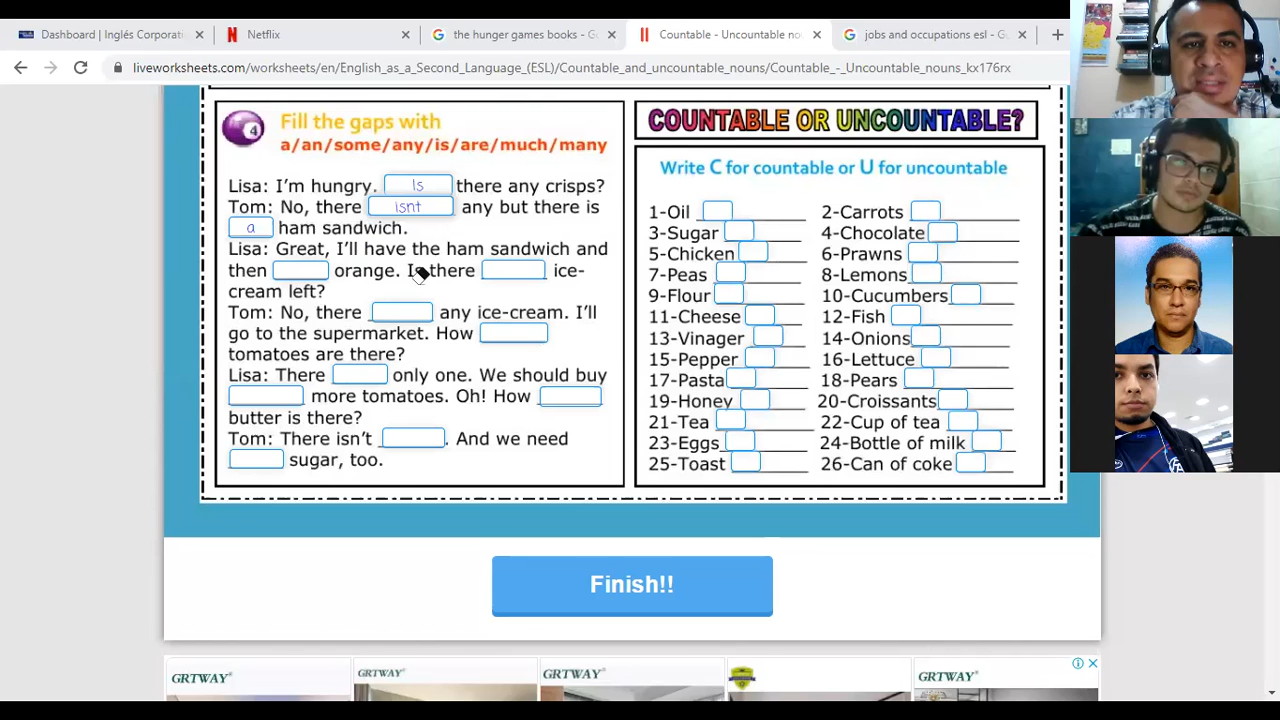 Dashboard | Inglés Corporati
Netflix
the hunger games books - G
Countable - Uncountable no
jobs and occupations esl - G
liveworksheets.com/worksheets/en/English
Language_(ESL)/Countable_and_uncountable_nouns/Countable_-_Uncountable_nouns_kx176rx
4
Fill the gaps with
a/an/some/any/is/are/much/many
Lisa: I'm hungry. Is there any crisps?
Tom: No, there isnt any but there is
a ham sandwich.
Lisa: Great, I'll have the ham sandwich and
then orange. Is there ice-
cream left?
Tom: No, there any ice-cream. I'll
go to the supermarket. How
tomatoes are there?
Lisa: There only one. We should buy
more tomatoes. Oh! How
butter is there?
Tom: There isn't . And we need
sugar, too.
COUNTABLE OR UNCOUNTABLE?
Write C for countable or U for uncountable
1-Oil 2-Carrots
3-Sugar 4-Chocolate
5-Chicken 6-Prawns
7-Peas 8-Lemons
9-Flour 10-Cucumbers
11-Cheese 12-Fish
13-Vinager 14-Onions
15-Pepper 16-Lettuce
17-Pasta 18-Pears
19-Honey 20-Croissants
21-Tea 22-Cup of tea
23-Eggs 24-Bottle of milk
25-Toast 26-Can of coke
Finish!!
GRTWAY
GRTWAY
GRTWAY
GRTWAY